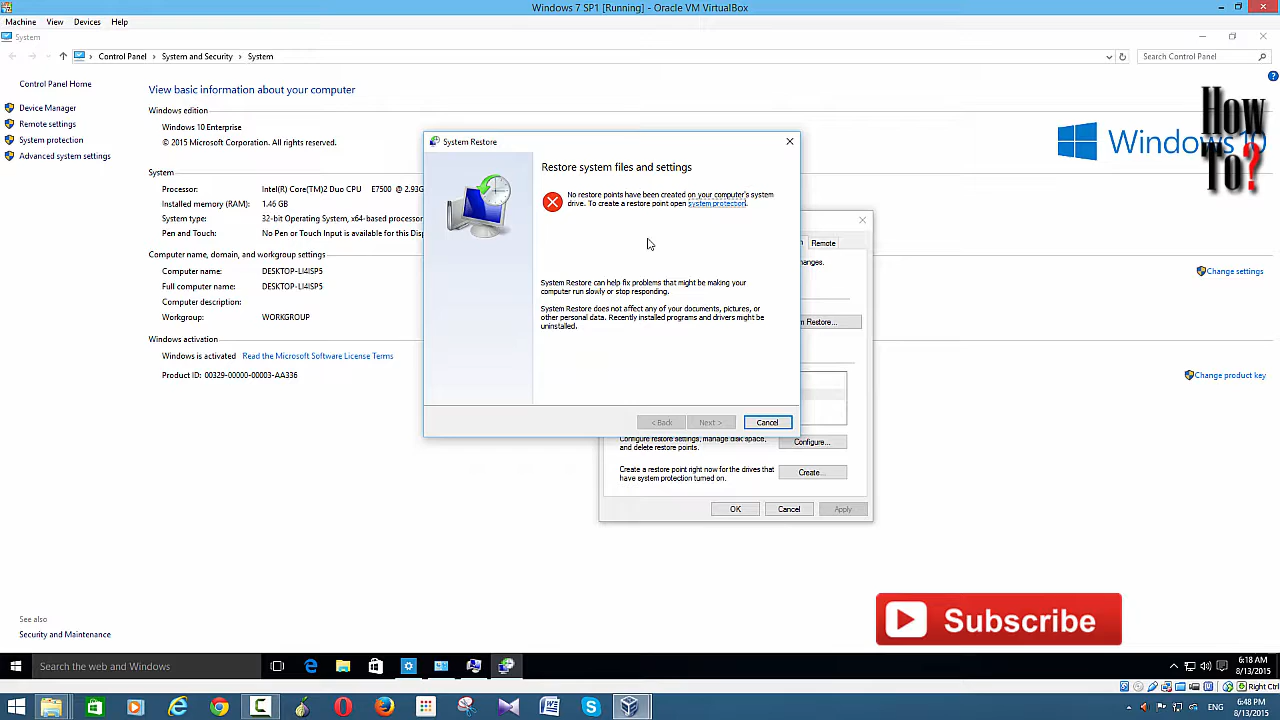 Windows 7 SP1 [Running] - Oracle VM VirtualBox
Machine View Devices Help
System
Control Panel > System and Security > System
Search Control Panel
Control Panel Home
Device Manager
Remote settings
System protection
Advanced system settings
See also
Security and Maintenance
View basic information about your computer
Windows edition
Windows 10 Enterprise
© 2015 Microsoft Corporation. All rights reserved.
Windows 10
How
To?
System
Processor: Intel(R) Core(TM)2 Duo CPU E7500 @ 2.93G
Installed memory (RAM): 1.46 GB
System type: 32-bit Operating System, x64-based processor
Pen and Touch: No Pen or Touch Input is available for this Disp
Computer name, domain, and workgroup settings
Computer name: DESKTOP-LI4ISP5
Full computer name: DESKTOP-LI4ISP5
Computer description:
Workgroup: WORKGROUP
Change settings
Windows activation
Windows is activated Read the Microsoft Software License Terms
Product ID: 00329-00000-00003-AA336
Change product key
System Restore
Restore system files and settings
No restore points have been created on your computer's system
drive. To create a restore point open system protection.
System Restore can help fix problems that might be making your
computer run slowly or stop responding.
System Restore does not affect any of your documents, pictures, or
other personal data. Recently installed programs and drivers might be
uninstalled.
< Back Next > Cancel
Remote
hanges.
m Restore...
Configure restore settings, manage disk space,
and delete restore points.
Configure...
Create a restore point right now for the drives that
have system protection turned on.
Create...
OK Cancel Apply
Subscribe
Search the web and Windows
6:18 AM
8/13/2015
Right Ctrl
ENG
6:48 PM
8/13/2015